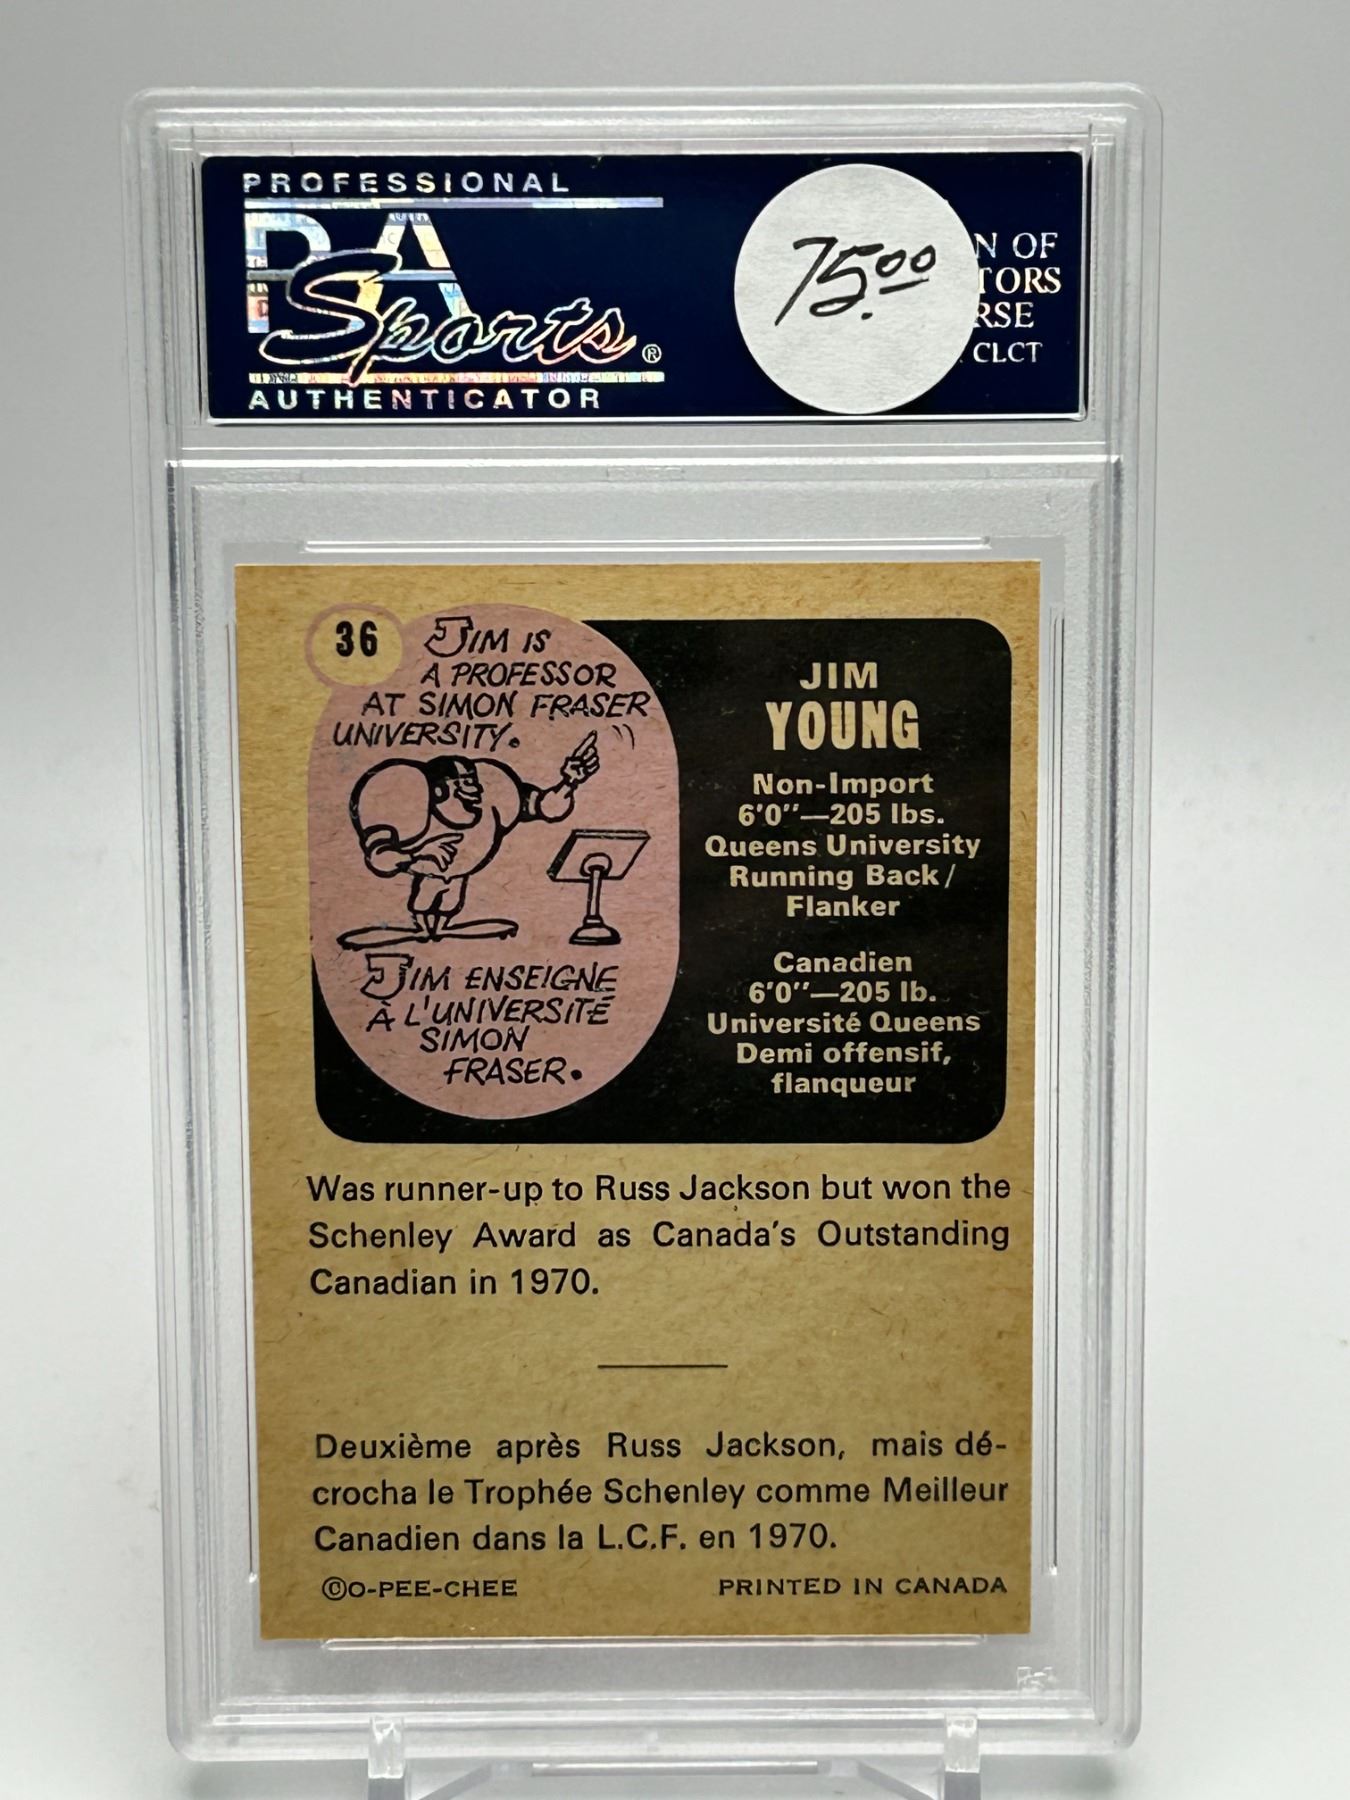 PROFESSIONAL
PSA
Sports®
AUTHENTICATOR
75.00
N OF
TORS
RSE
CLCT
36
JIM IS
A PROFESSOR
AT SIMON FRASER
UNIVERSITY.
JIM ENSEIGNE
À L'UNIVERSITÉ
SIMON
FRASER.
JIM
YOUNG
Non-Import
6'0"—205 lbs.
Queens University
Running Back/
Flanker
Canadien
6'0"—205 lb.
Université Queens
Demi offensif,
flanqueur
Was runner-up to Russ Jackson but won the
Schenley Award as Canada's Outstanding
Canadian in 1970.
Deuxième après Russ Jackson, mais dé-
crocha le Trophée Schenley comme Meilleur
Canadien dans la L.C.F. en 1970.
©O-PEE-CHEE
PRINTED IN CANADA